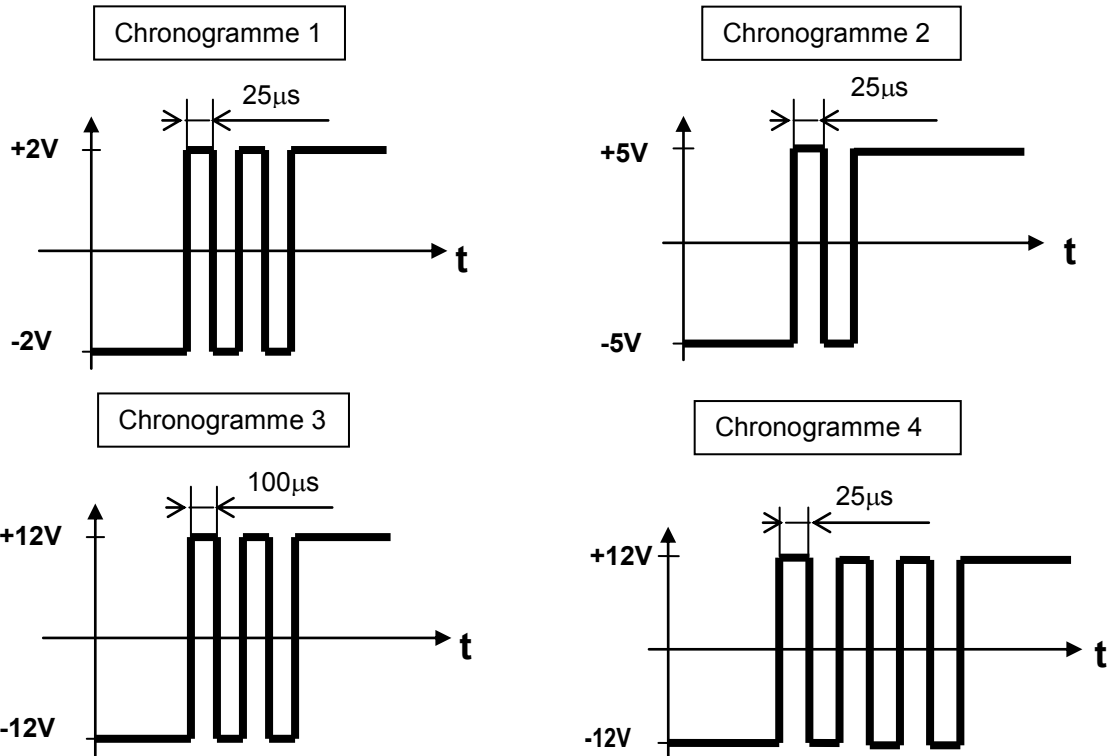 Chronogramme 1
25μs
+2V
t
-2V
Chronogramme 2
25μs
+5V
t
-5V
Chronogramme 3
100μs
+12V
t
-12V
Chronogramme 4
25μs
+12V
t
-12V